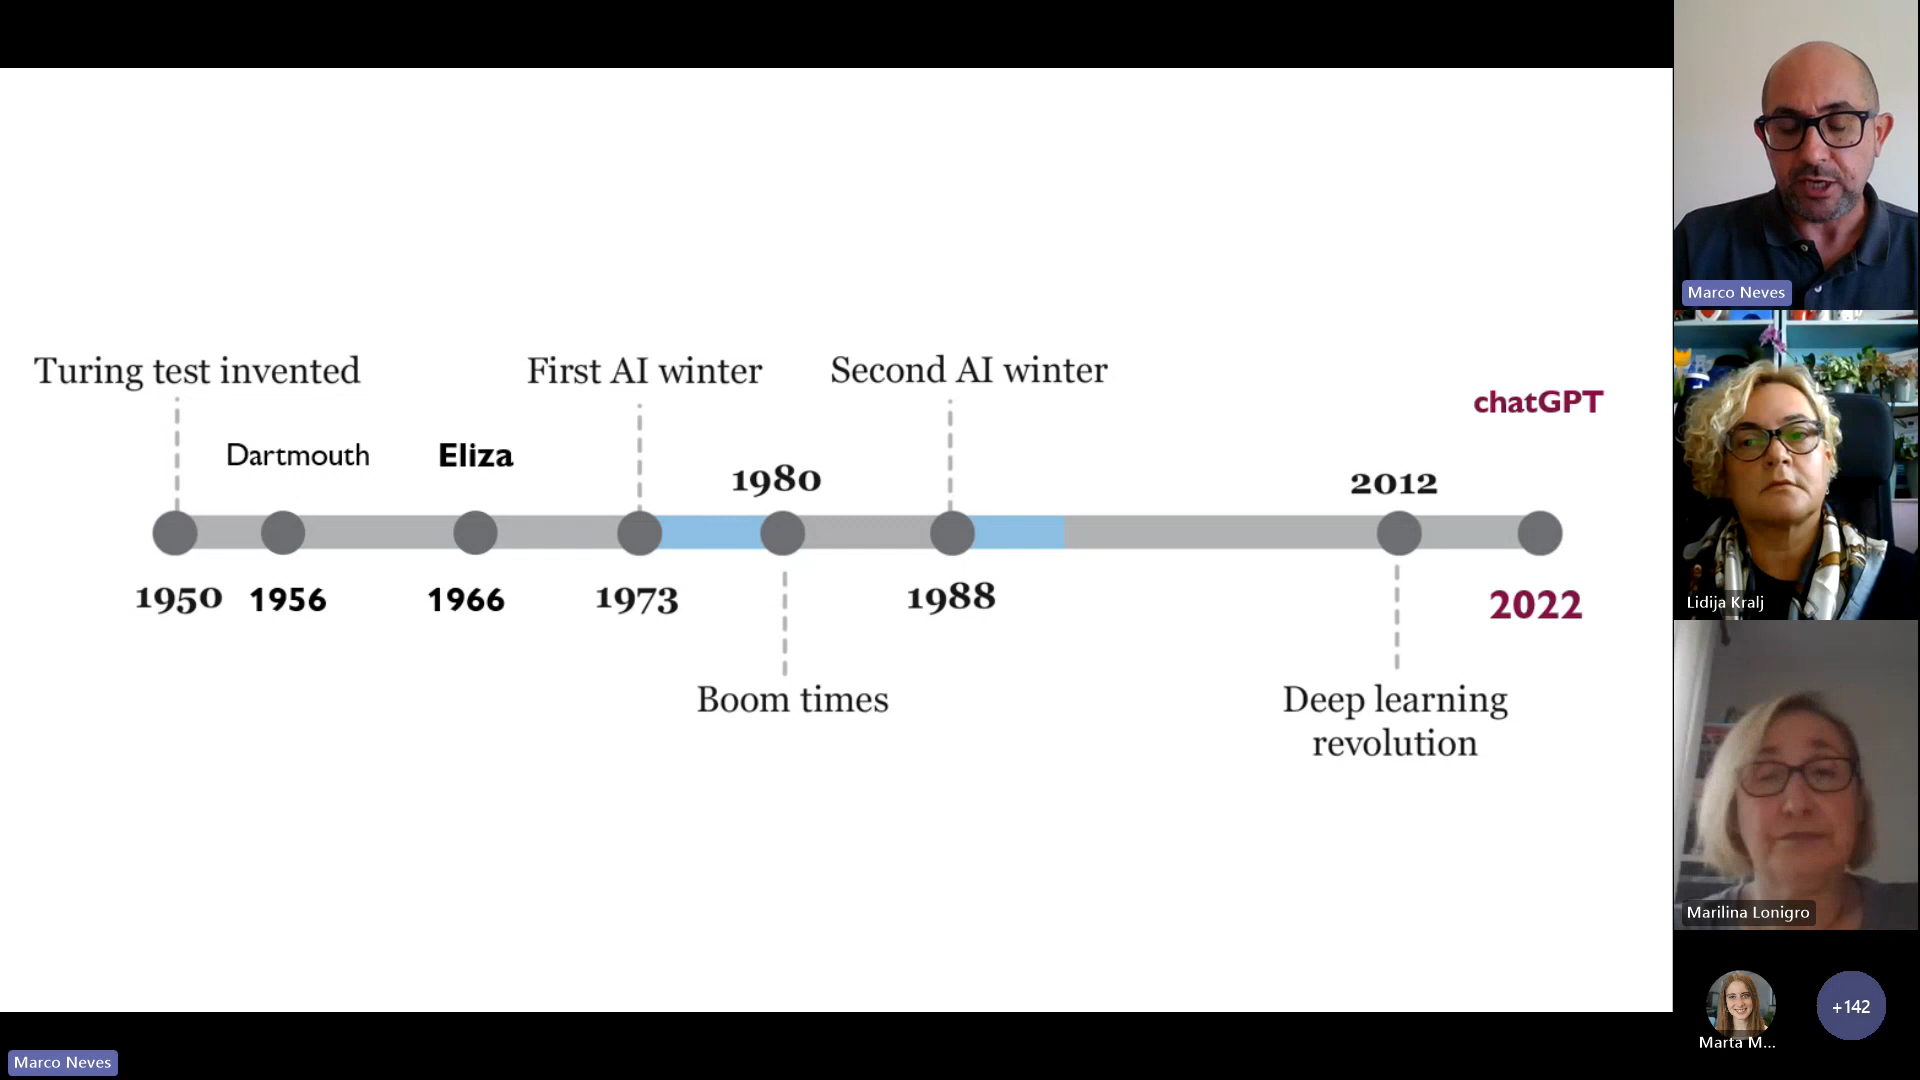 Turing test invented
First AI winter
Second AI winter
chatGPT
Dartmouth
Eliza
1980
2012
1950
1956
1966
1973
1988
2022
Boom times
Deep learning
revolution
Marco Neves
Lidija Kralj
Marilina Lonigro
Marta M...
+142
Marco Neves